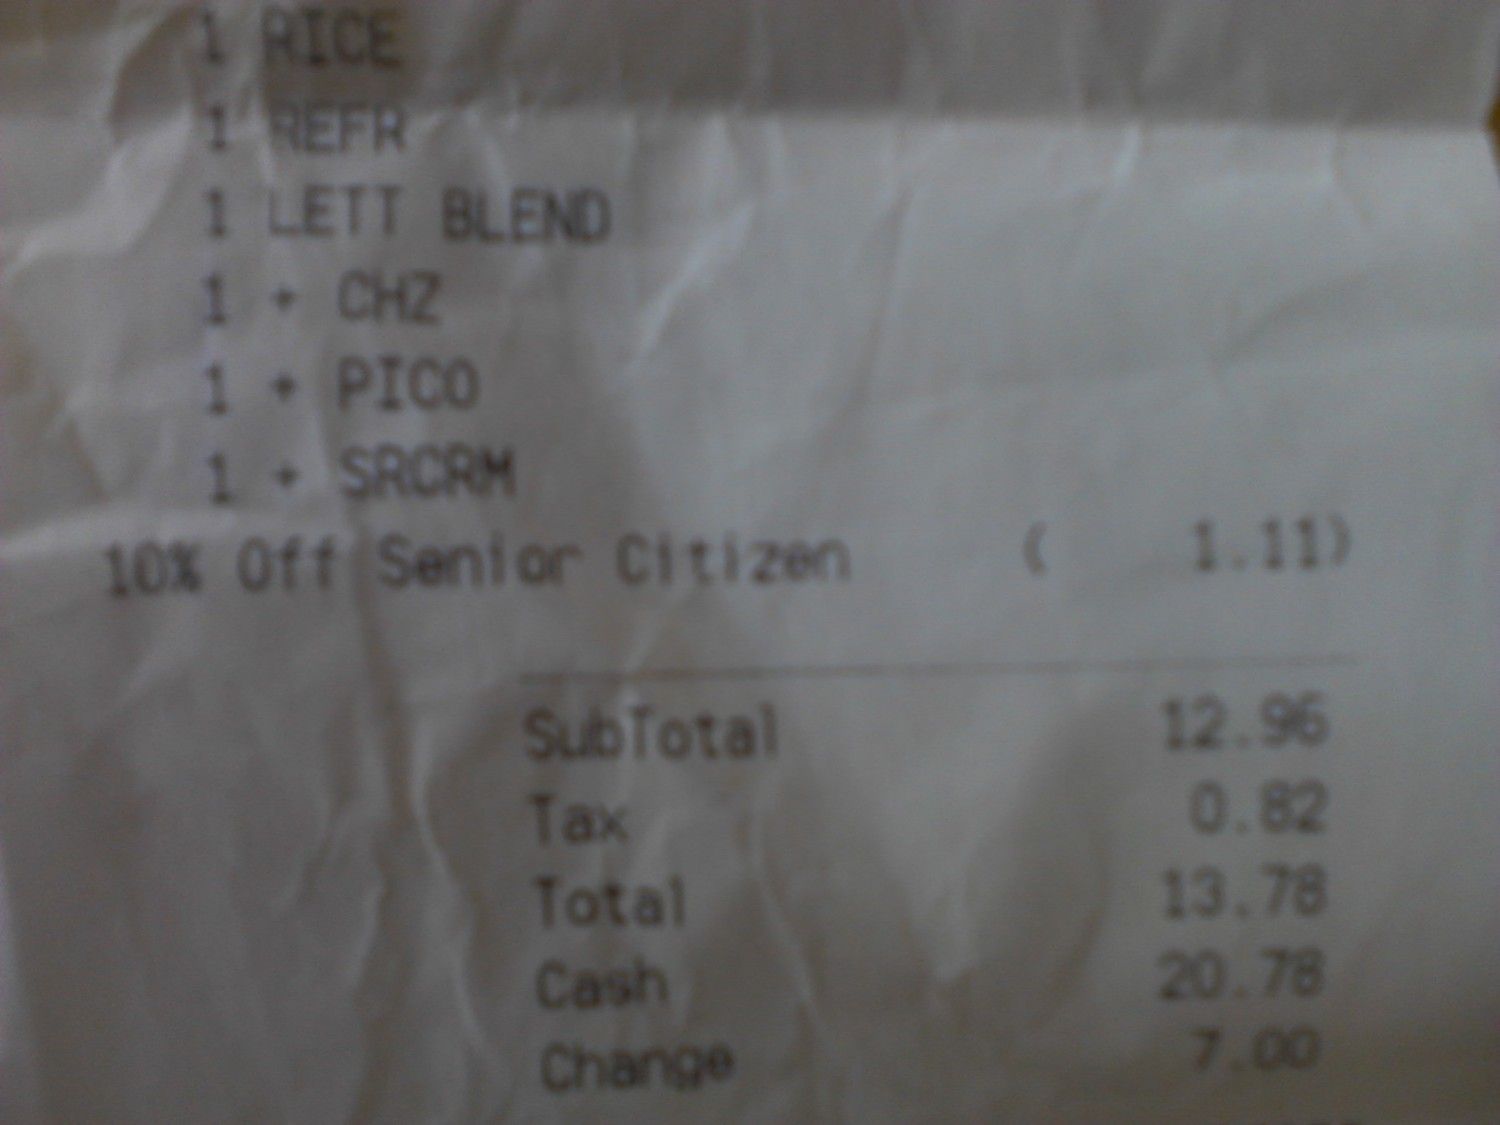 1 RICE
1 REFR
1 LETT BLEND
1 + CHZ
1 + PICO
1 + SRCRM
10% Off Senior Citizen ( 1.11)
SubTotal 12.96
Tax 0.82
Total 13.78
Cash 20.78
Change 7.00